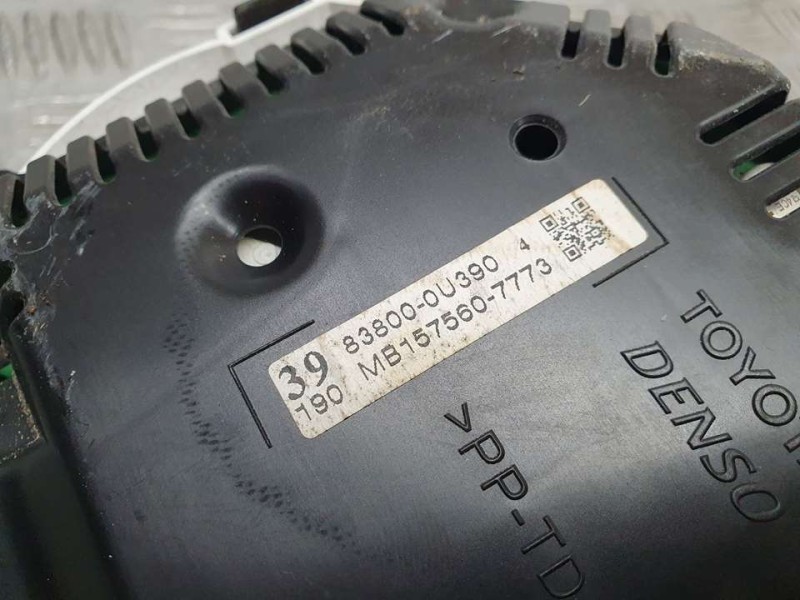 39 83800-0U390 4
190 MB157560-7773
TOYO
DENSO
>PP-TD